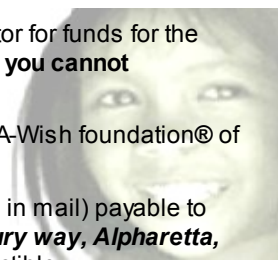 tor for funds for the
you cannot
A-Wish foundation® of
in mail) payable to
ury way, Alpharetta,